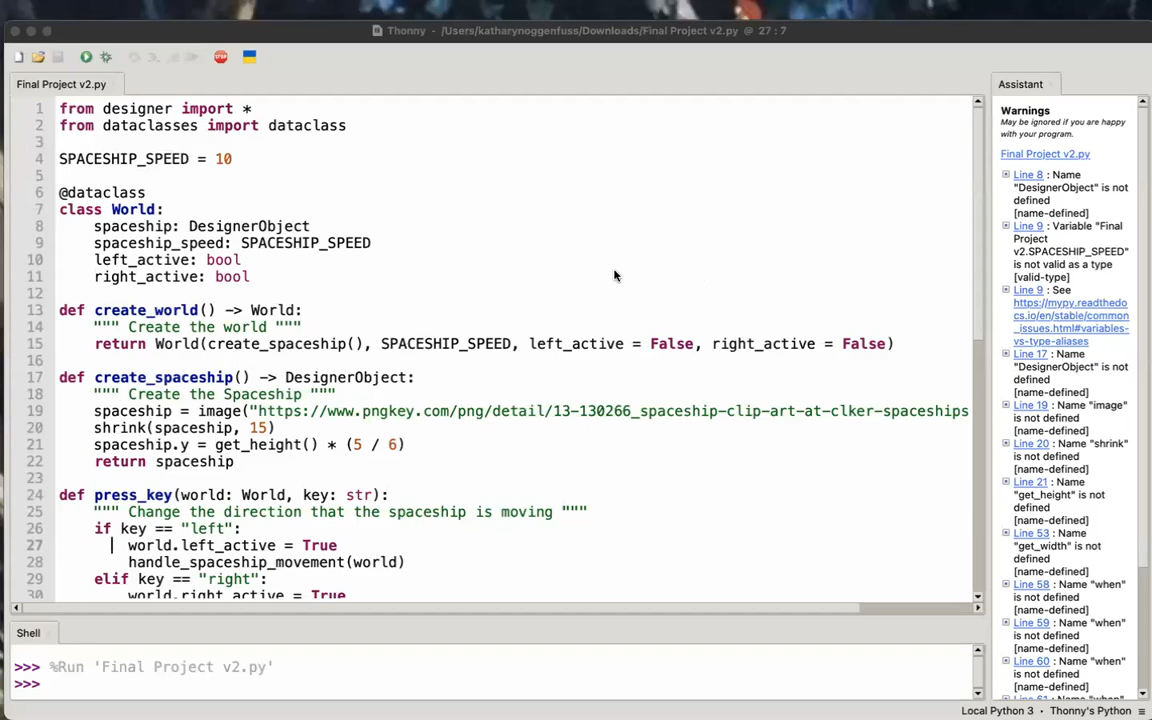 Thonny - /Users/katharynoggenfuss/Downloads/Final Project v2.py @ 27 : 7
Final Project v2.py
1 from designer import *
2 from dataclasses import dataclass
3
4 SPACESHIP_SPEED = 10
5
6 @dataclass
7 class World:
8 spaceship: DesignerObject
9 spaceship_speed: SPACESHIP_SPEED
10 left_active: bool
11 right_active: bool
12
13 def create_world() -> World:
14 """ Create the world """
15 return World(create_spaceship(), SPACESHIP_SPEED, left_active = False, right_active = False)
16
17 def create_spaceship() -> DesignerObject:
18 """ Create the Spaceship """
19 spaceship = image("https://www.pngkey.com/png/detail/13-130266_spaceship-clip-art-at-clker-spaceships
20 shrink(spaceship, 15)
21 spaceship.y = get_height() * (5 / 6)
22 return spaceship
23
24 def press_key(world: World, key: str):
25 """ Change the direction that the spaceship is moving """
26 if key == "left":
27 world.left_active = True
28 handle_spaceship_movement(world)
29 elif key == "right":
30 world.right_active = True
Shell
>>> %Run 'Final Project v2.py'
>>>
Assistant
Warnings
May be ignored if you are happy
with your program.
Final Project v2.py
Line 8 : Name
"DesignerObject" is not
defined
[name-defined]
Line 9 : Variable "Final
Project
v2.SPACESHIP_SPEED"
is not valid as a type
[valid-type]
Line 9 : See
https://mypy.readthedo
cs.io/en/stable/common
_issues.html#variables-
vs-type-aliases
Line 17 : Name
"DesignerObject" is not
defined
[name-defined]
Line 19 : Name "image"
is not defined
[name-defined]
Line 20 : Name "shrink"
is not defined
[name-defined]
Line 21 : Name
"get_height" is not
defined
[name-defined]
Line 53 : Name
"get_width" is not
defined
[name-defined]
Line 58 : Name "when"
is not defined
[name-defined]
Line 59 : Name "when"
is not defined
[name-defined]
Line 60 : Name "when"
is not defined
[name-defined]
Line 61 : Name "when"
Local Python 3 • Thonny's Python ≡